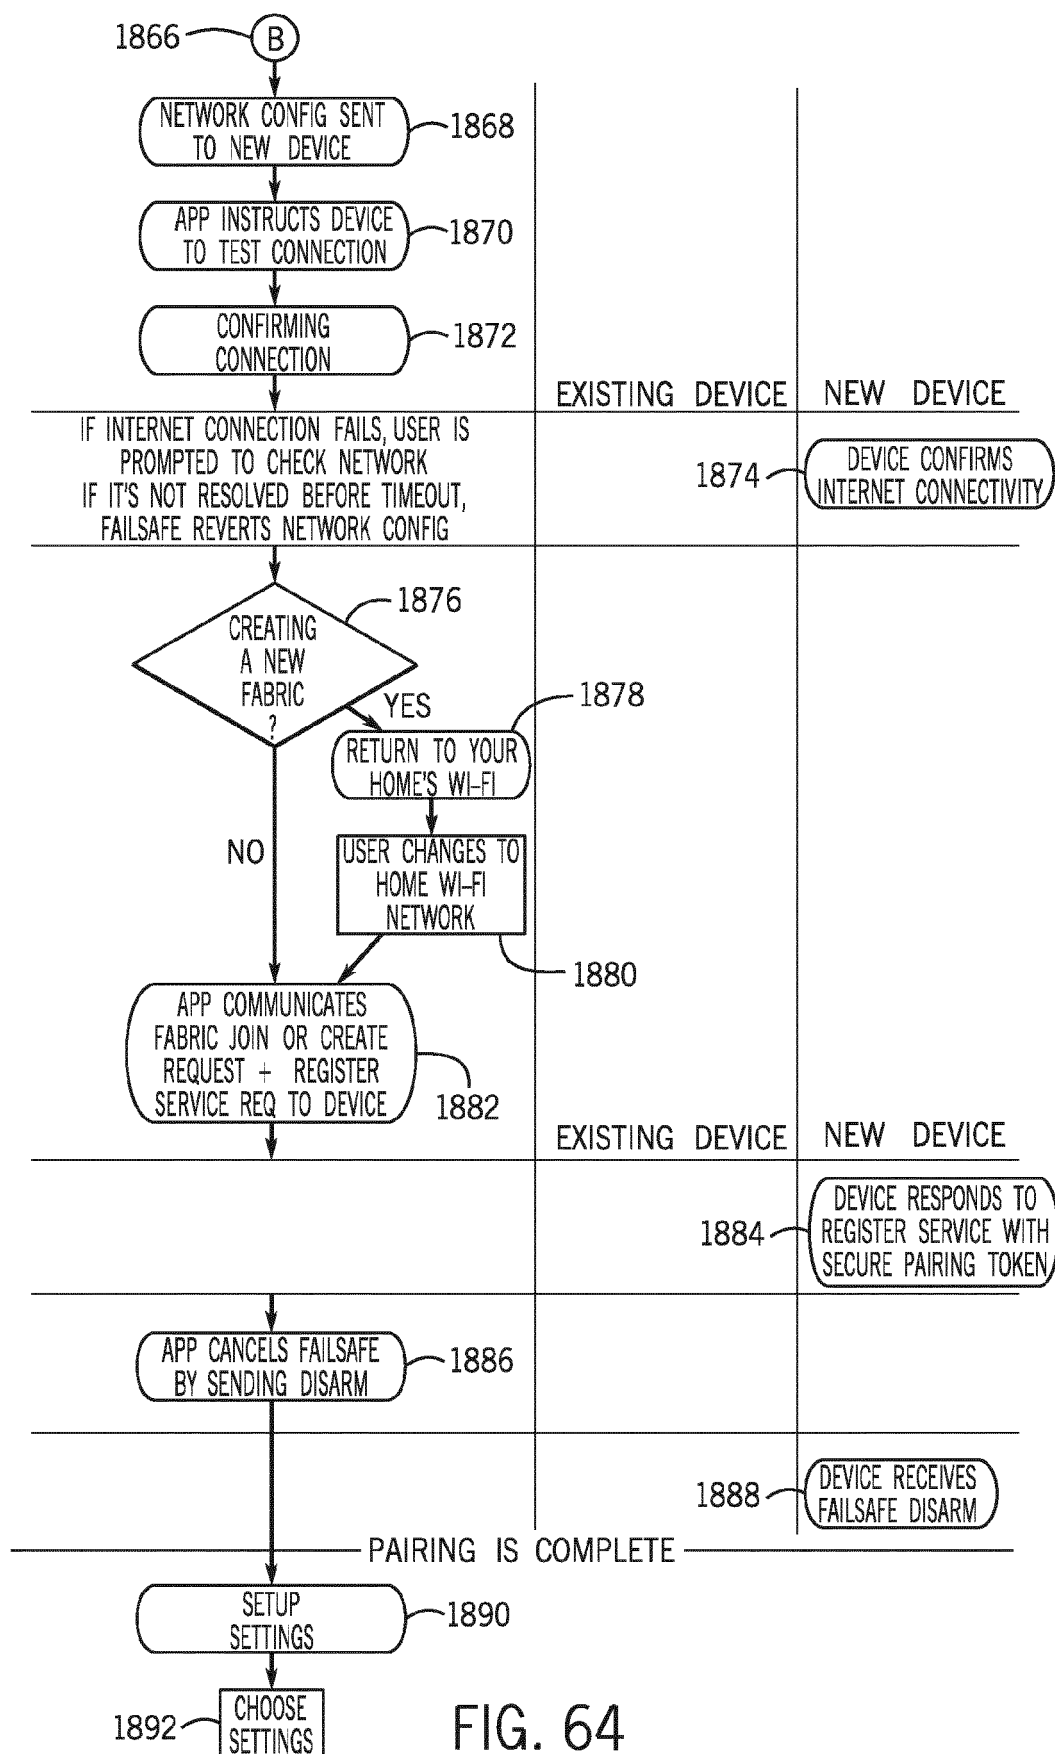 1866
B
NETWORK CONFIG SENT
TO NEW DEVICE
1868
APP INSTRUCTS DEVICE
TO TEST CONNECTION
1870
CONFIRMING
CONNECTION
1872
EXISTING DEVICE
NEW DEVICE
IF INTERNET CONNECTION FAILS, USER IS
PROMPTED TO CHECK NETWORK
IF IT'S NOT RESOLVED BEFORE TIMEOUT,
FAILSAFE REVERTS NETWORK CONFIG
1874
DEVICE CONFIRMS
INTERNET CONNECTIVITY
1876
CREATING
A NEW
FABRIC
?
YES
1878
RETURN TO YOUR
HOME'S WI-FI
NO
USER CHANGES TO
HOME WI-FI
NETWORK
1880
APP COMMUNICATES
FABRIC JOIN OR CREATE
REQUEST + REGISTER
SERVICE REQ TO DEVICE
1882
EXISTING DEVICE
NEW DEVICE
1884
DEVICE RESPONDS TO
REGISTER SERVICE WITH
SECURE PAIRING TOKEN
APP CANCELS FAILSAFE
BY SENDING DISARM
1886
1888
DEVICE RECEIVES
FAILSAFE DISARM
PAIRING IS COMPLETE
SETUP
SETTINGS
1890
1892
CHOOSE
SETTINGS
FIG. 64